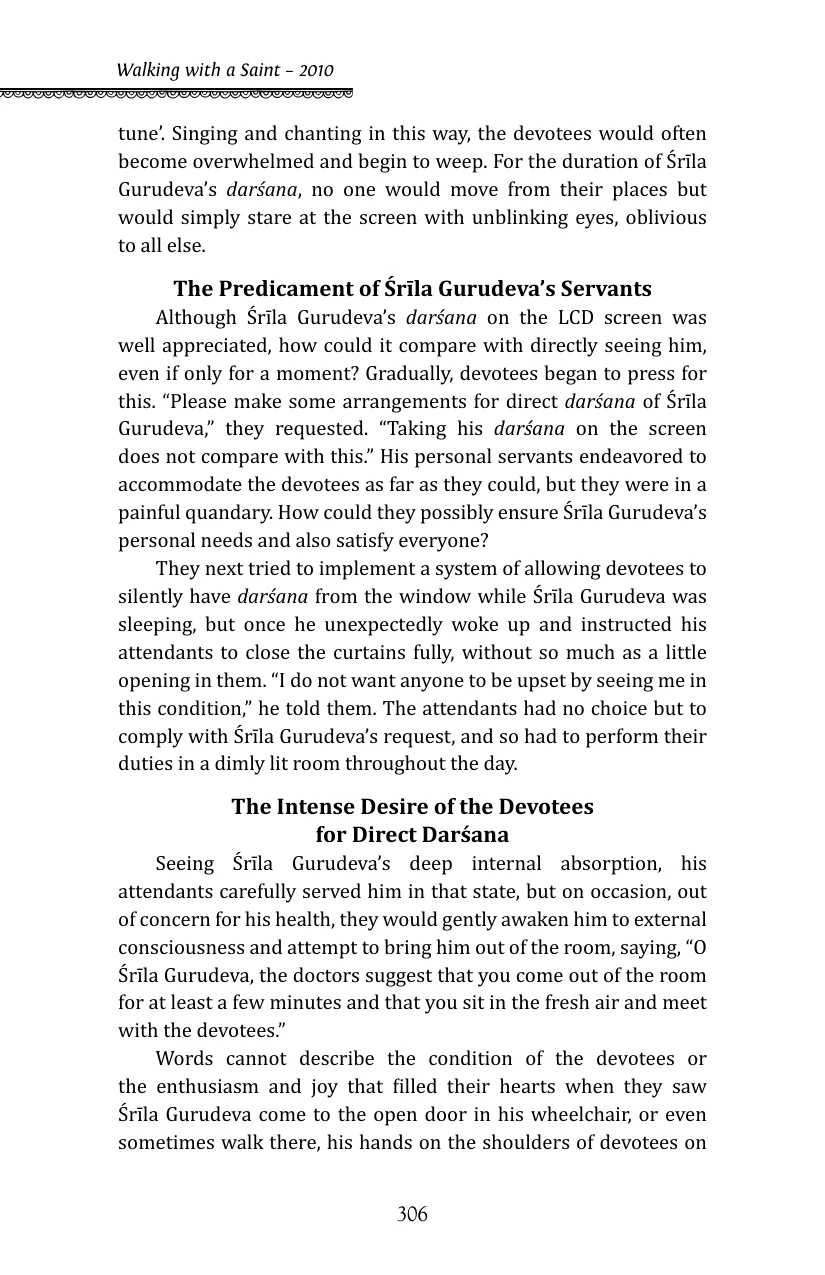 Walking with a Saint – 2010
tune’. Singing and chanting in this way, the devotees would often
become overwhelmed and begin to weep. For the duration of Śrīla
Gurudeva’s darśana, no one would move from their places but
would simply stare at the screen with unblinking eyes, oblivious
to all else.
The Predicament of Śrīla Gurudeva’s Servants
Although Śrīla Gurudeva’s darśana on the LCD screen was
well appreciated, how could it compare with directly seeing him,
even if only for a moment? Gradually, devotees began to press for
this. “Please make some arrangements for direct darśana of Śrīla
Gurudeva,” they requested. “Taking his darśana on the screen
does not compare with this.” His personal servants endeavored to
accommodate the devotees as far as they could, but they were in a
painful quandary. How could they possibly ensure Śrīla Gurudeva’s
personal needs and also satisfy everyone?
They next tried to implement a system of allowing devotees to
silently have darśana from the window while Śrīla Gurudeva was
sleeping, but once he unexpectedly woke up and instructed his
attendants to close the curtains fully, without so much as a little
opening in them. “I do not want anyone to be upset by seeing me in
this condition,” he told them. The attendants had no choice but to
comply with Śrīla Gurudeva’s request, and so had to perform their
duties in a dimly lit room throughout the day.
The Intense Desire of the Devotees
for Direct Darśana
Seeing Śrīla Gurudeva’s deep internal absorption, his
attendants carefully served him in that state, but on occasion, out
of concern for his health, they would gently awaken him to external
consciousness and attempt to bring him out of the room, saying, “O
Śrīla Gurudeva, the doctors suggest that you come out of the room
for at least a few minutes and that you sit in the fresh air and meet
with the devotees.”
Words cannot describe the condition of the devotees or
the enthusiasm and joy that filled their hearts when they saw
Śrīla Gurudeva come to the open door in his wheelchair, or even
sometimes walk there, his hands on the shoulders of devotees on
306